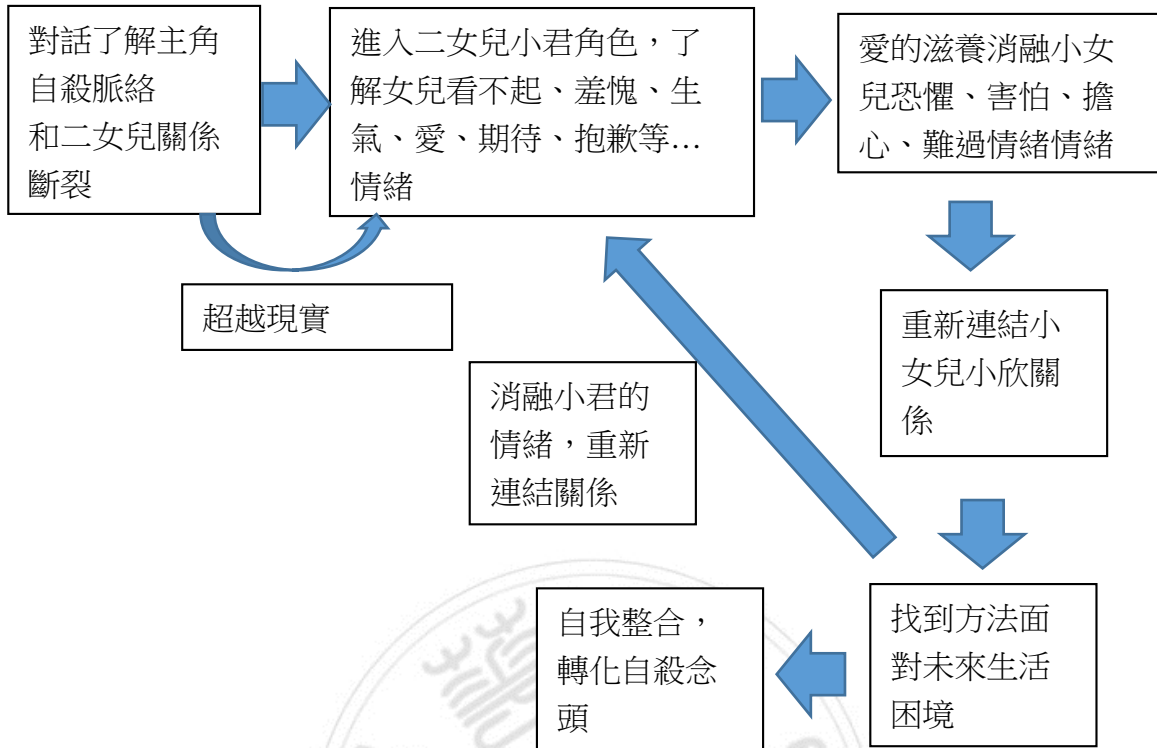 對話了解主角
自殺脈絡
和二女兒關係
斷裂
進入二女兒小君角色，了
解女兒看不起、羞愧、生
氣、愛、期待、抱歉等…
情緒
愛的滋養消融小女
兒恐懼、害怕、擔
心、難過情緒情緒
超越現實
重新連結小
女兒小欣關
係
消融小君的
情緒，重新
連結關係
找到方法面
對未來生活
困境
自我整合，
轉化自殺念
頭